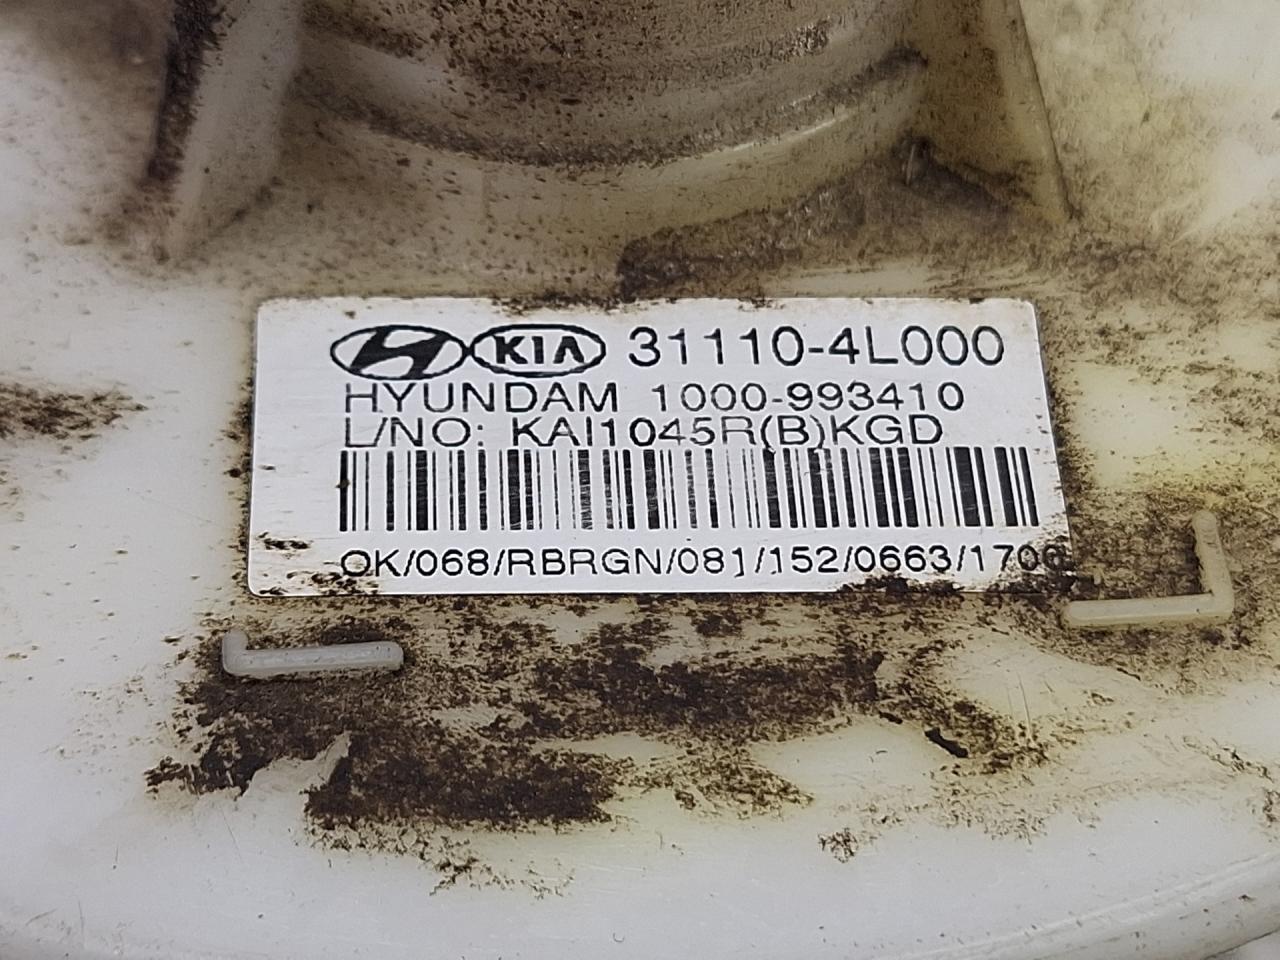 KIA 31110-4L000
HYUNDAM 1000-993410
L/NO: KAI1045R(B)KGD
OK/068/RBRGN/081/152/0663/1706